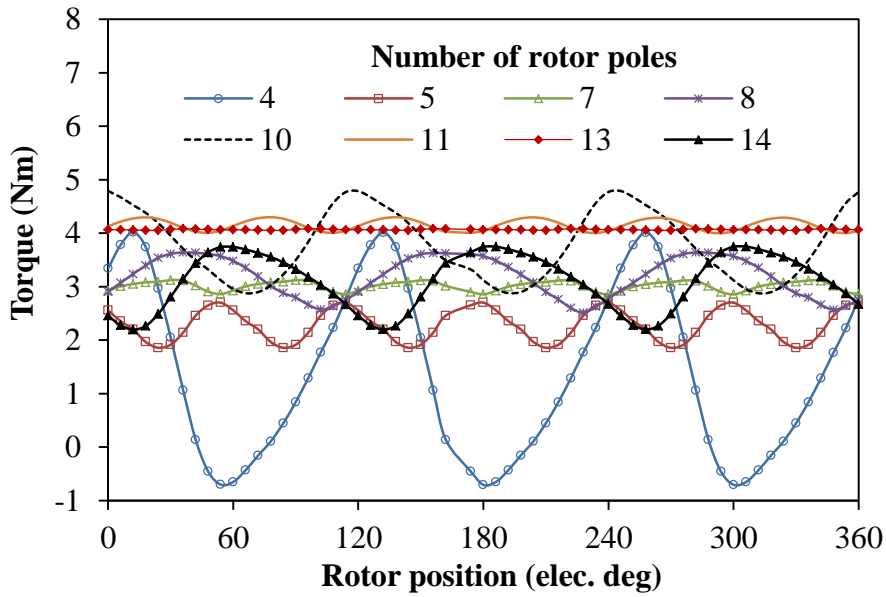 Number of rotor poles
4 5 7 8
10 11 13 14
Torque (Nm)
8
7
6
5
4
3
2
1
0
-1
0 60 120 180 240 300 360
Rotor position (elec. deg)